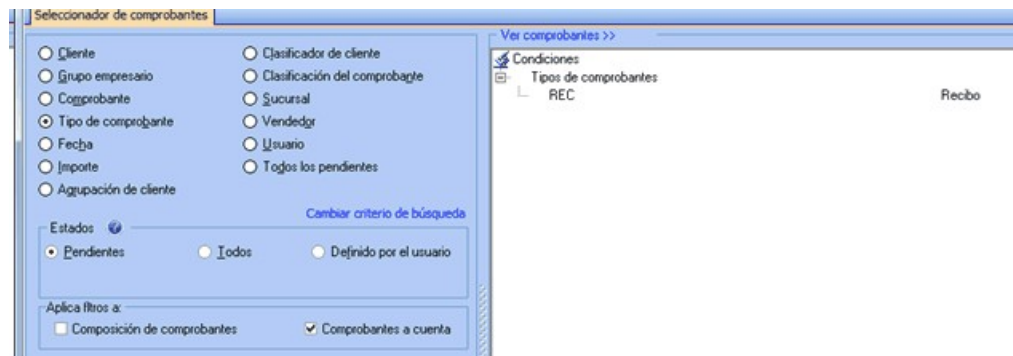 Seleccionador de comprobantes
Cliente
Grupo empresario
Comprobante
Tipo de comprobante
Fecha
Importe
Agrupación de cliente
Clasificador de cliente
Clasificación del comprobante
Sucursal
Vendedor
Usuario
Todos los pendientes
Cambiar criterio de búsqueda
Estados
Pendientes Todos Definido por el usuario
Aplica fltros a:
Composición de comprobantes Comprobantes a cuenta
Ver comprobantes >>
Condiciones
Tipos de comprobantes
REC Recibo